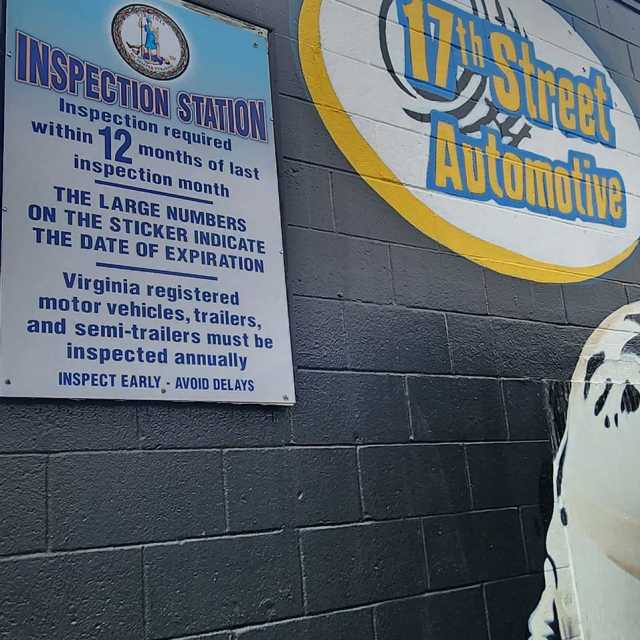 INSPECTION STATION
Inspection required
within 12 months of last
inspection month
THE LARGE NUMBERS
ON THE STICKER INDICATE
THE DATE OF EXPIRATION
Virginia registered
motor vehicles, trailers,
and semi-trailers must be
inspected annually
INSPECT EARLY - AVOID DELAYS
17th Street
Automotive